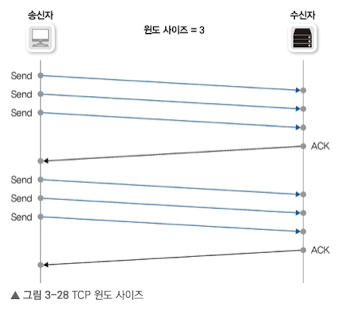 송신자
수신자
윈도 사이즈 = 3
Send
Send
Send
ACK
Send
Send
Send
ACK
▲ 그림 3-28 TCP 윈도 사이즈